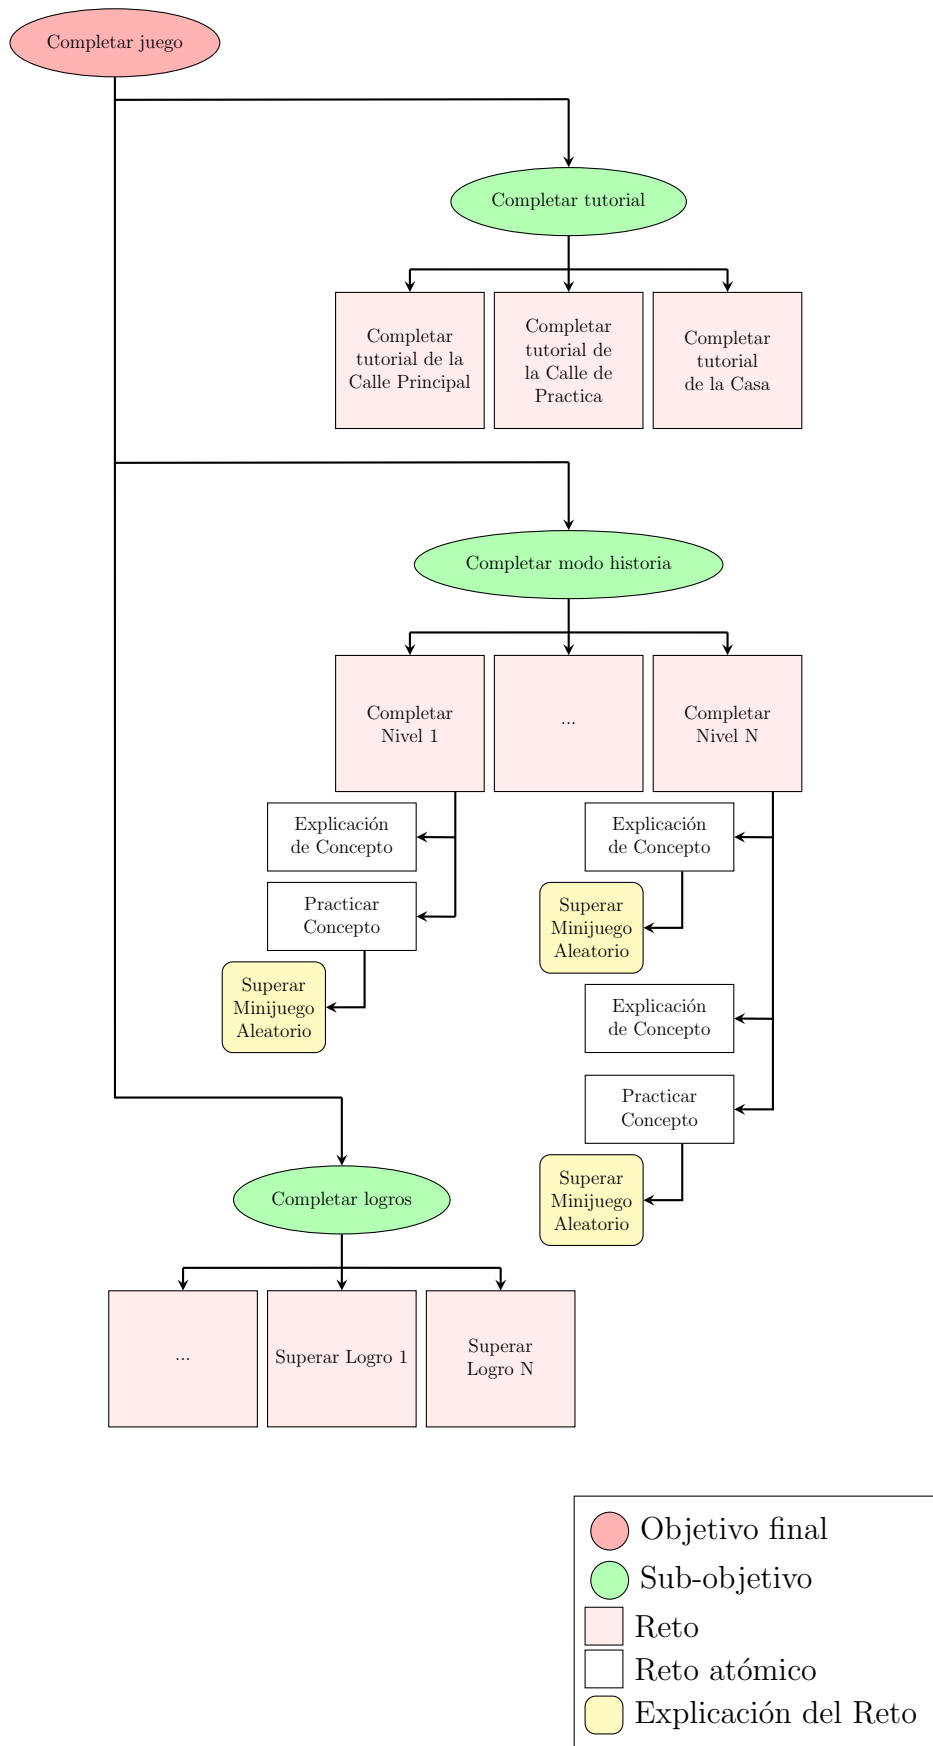 Completar juego
Completar tutorial
Completar
tutorial de la
Calle Principal
Completar
tutorial de
la Calle de
Practica
Completar
tutorial
de la Casa
Completar modo historia
Completar
Nivel 1
...
Completar
Nivel N
Explicación
de Concepto
Practicar
Concepto
Superar
Minijuego
Aleatorio
Explicación
de Concepto
Superar
Minijuego
Aleatorio
Explicación
de Concepto
Practicar
Concepto
Superar
Minijuego
Aleatorio
Completar logros
...
Superar Logro 1
Superar
Logro N
Objetivo final
Sub-objetivo
Reto
Reto atómico
Explicación del Reto